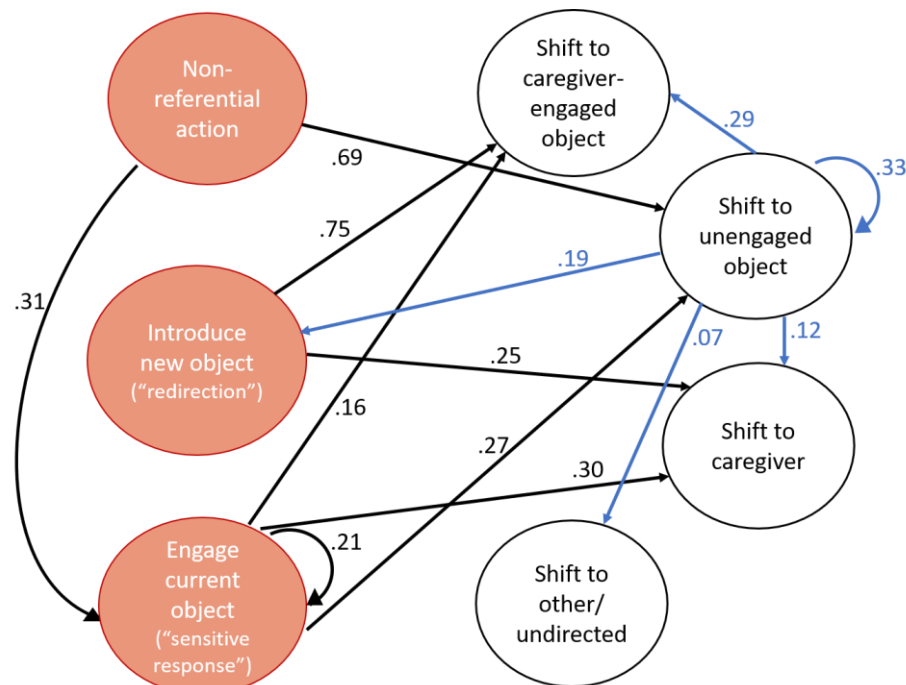 Non-
referential
action
Shift to
caregiver-
engaged
object
.29
.33
.69
Shift to
unengaged
object
.75
.19
.31
Introduce
new object
(“redirection”)
.07
.12
.25
.16
Shift to
caregiver
.27
.30
Engage
current
object
(“sensitive
response”)
.21
Shift to
other/
undirected